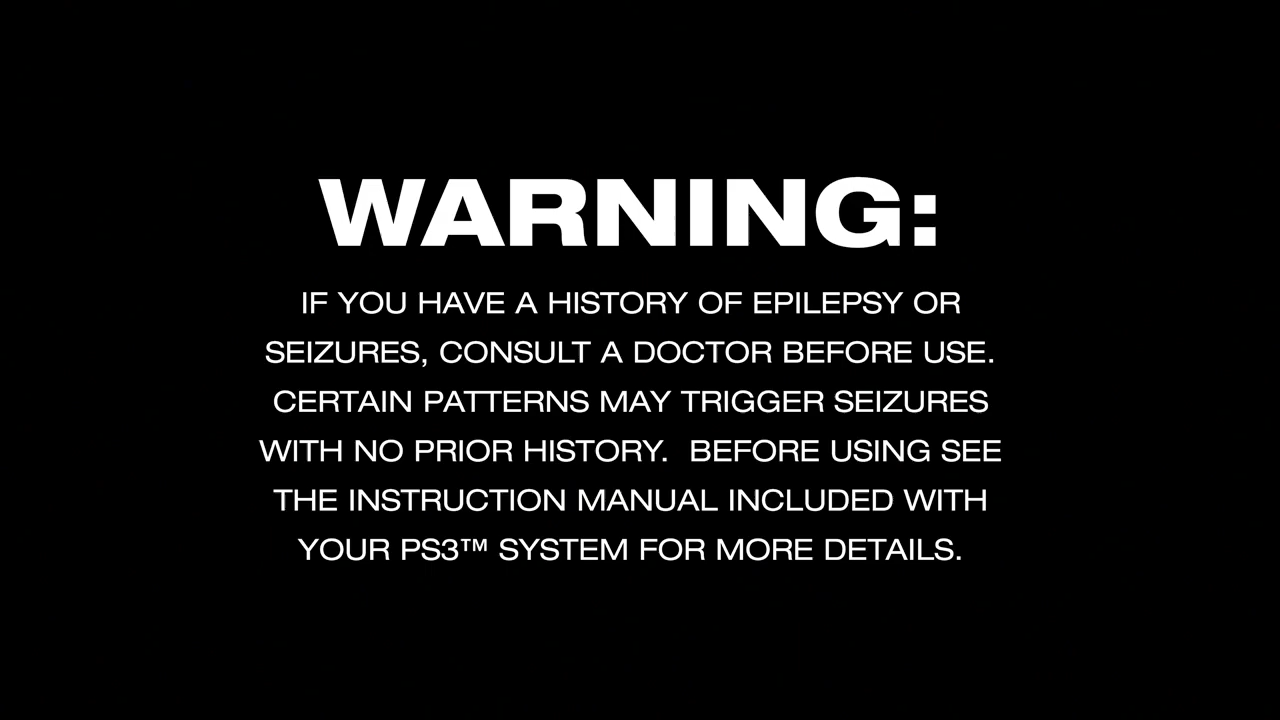 WARNING:
IF YOU HAVE A HISTORY OF EPILEPSY OR
SEIZURES, CONSULT A DOCTOR BEFORE USE.
CERTAIN PATTERNS MAY TRIGGER SEIZURES
WITH NO PRIOR HISTORY.  BEFORE USING SEE
THE INSTRUCTION MANUAL INCLUDED WITH
YOUR PS3™ SYSTEM FOR MORE DETAILS.